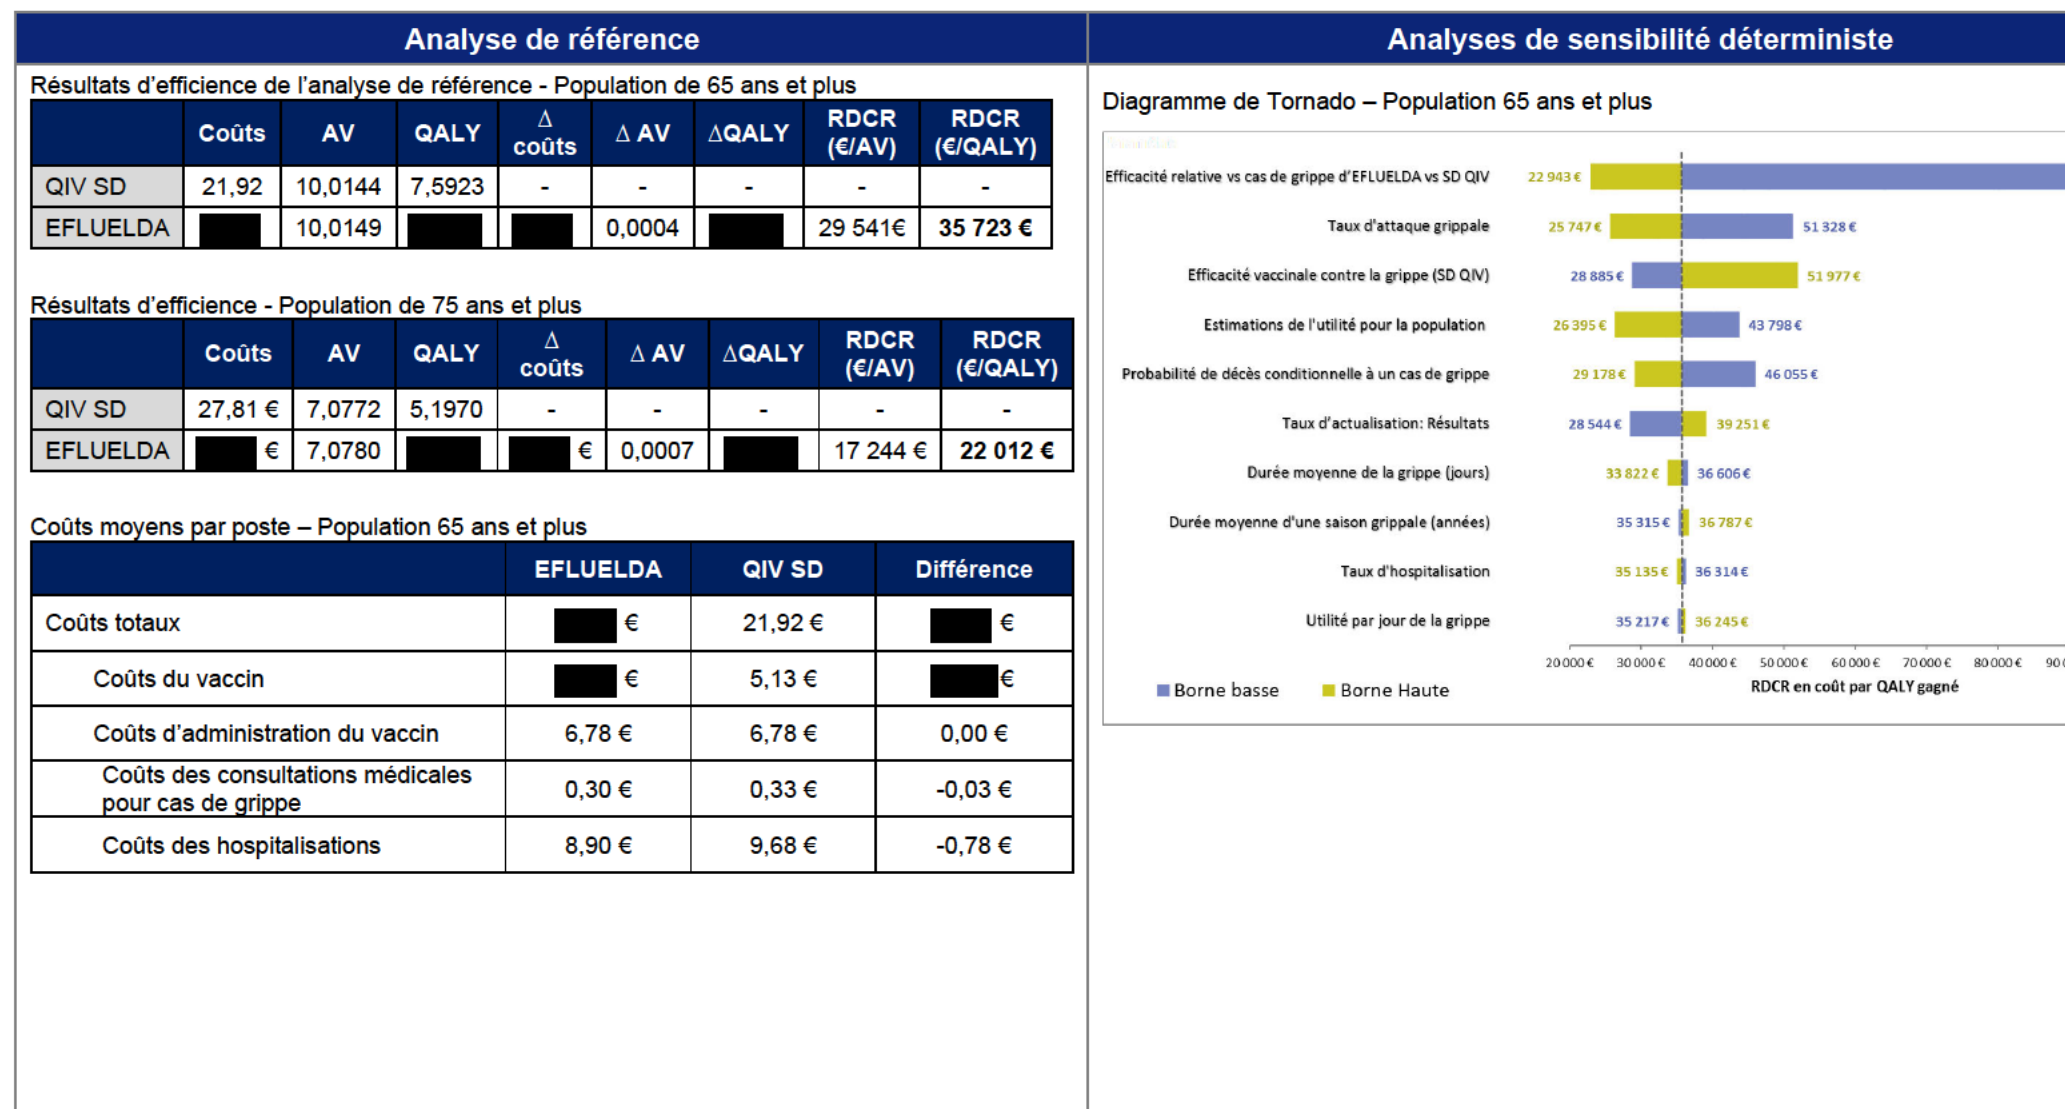 Analyse de référence
Résultats d'efficience de l'analyse de référence - Population de 65 ans et plus
Coûts AV QALY Δ coûts Δ AV ΔQALY RDCR (€/AV) RDCR (€/QALY)
QIV SD 21,92 10,0144 7,5923 - - - - -
EFLUELDA 10,0149 0,0004 29 541€ 35 723 €
Résultats d'efficience - Population de 75 ans et plus
Coûts AV QALY Δ coûts Δ AV ΔQALY RDCR (€/AV) RDCR (€/QALY)
QIV SD 27,81 € 7,0772 5,1970 - - - - -
EFLUELDA € 7,0780 € 0,0007 17 244 € 22 012 €
Coûts moyens par poste – Population 65 ans et plus
EFLUELDA QIV SD Différence
Coûts totaux € 21,92 € €
Coûts du vaccin € 5,13 € €
Coûts d'administration du vaccin 6,78 € 6,78 € 0,00 €
Coûts des consultations médicales
pour cas de grippe 0,30 € 0,33 € -0,03 €
Coûts des hospitalisations 8,90 € 9,68 € -0,78 €
Analyses de sensibilité déterministe
Diagramme de Tornado – Population 65 ans et plus
Efficacité relative vs cas de grippe d'EFLUELDA vs SD QIV 22 943 €
Taux d'attaque grippale 25 747 € 51 328 €
Efficacité vaccinale contre la grippe (SD QIV) 28 885 € 51 977 €
Estimations de l'utilité pour la population 26 395 € 43 798 €
Probabilité de décès conditionnelle à un cas de grippe 29 178 € 46 055 €
Taux d'actualisation: Résultats 28 544 € 39 251 €
Durée moyenne de la grippe (jours) 33 822 € 36 606 €
Durée moyenne d'une saison grippale (années) 35 315 € 36 787 €
Taux d'hospitalisation 35 135 € 36 314 €
Utilité par jour de la grippe 35 217 € 36 245 €
20 000 € 30 000 € 40 000 € 50 000 € 60 000 € 70 000 € 80 000 €
RDCR en coût par QALY gagné
Borne basse Borne Haute